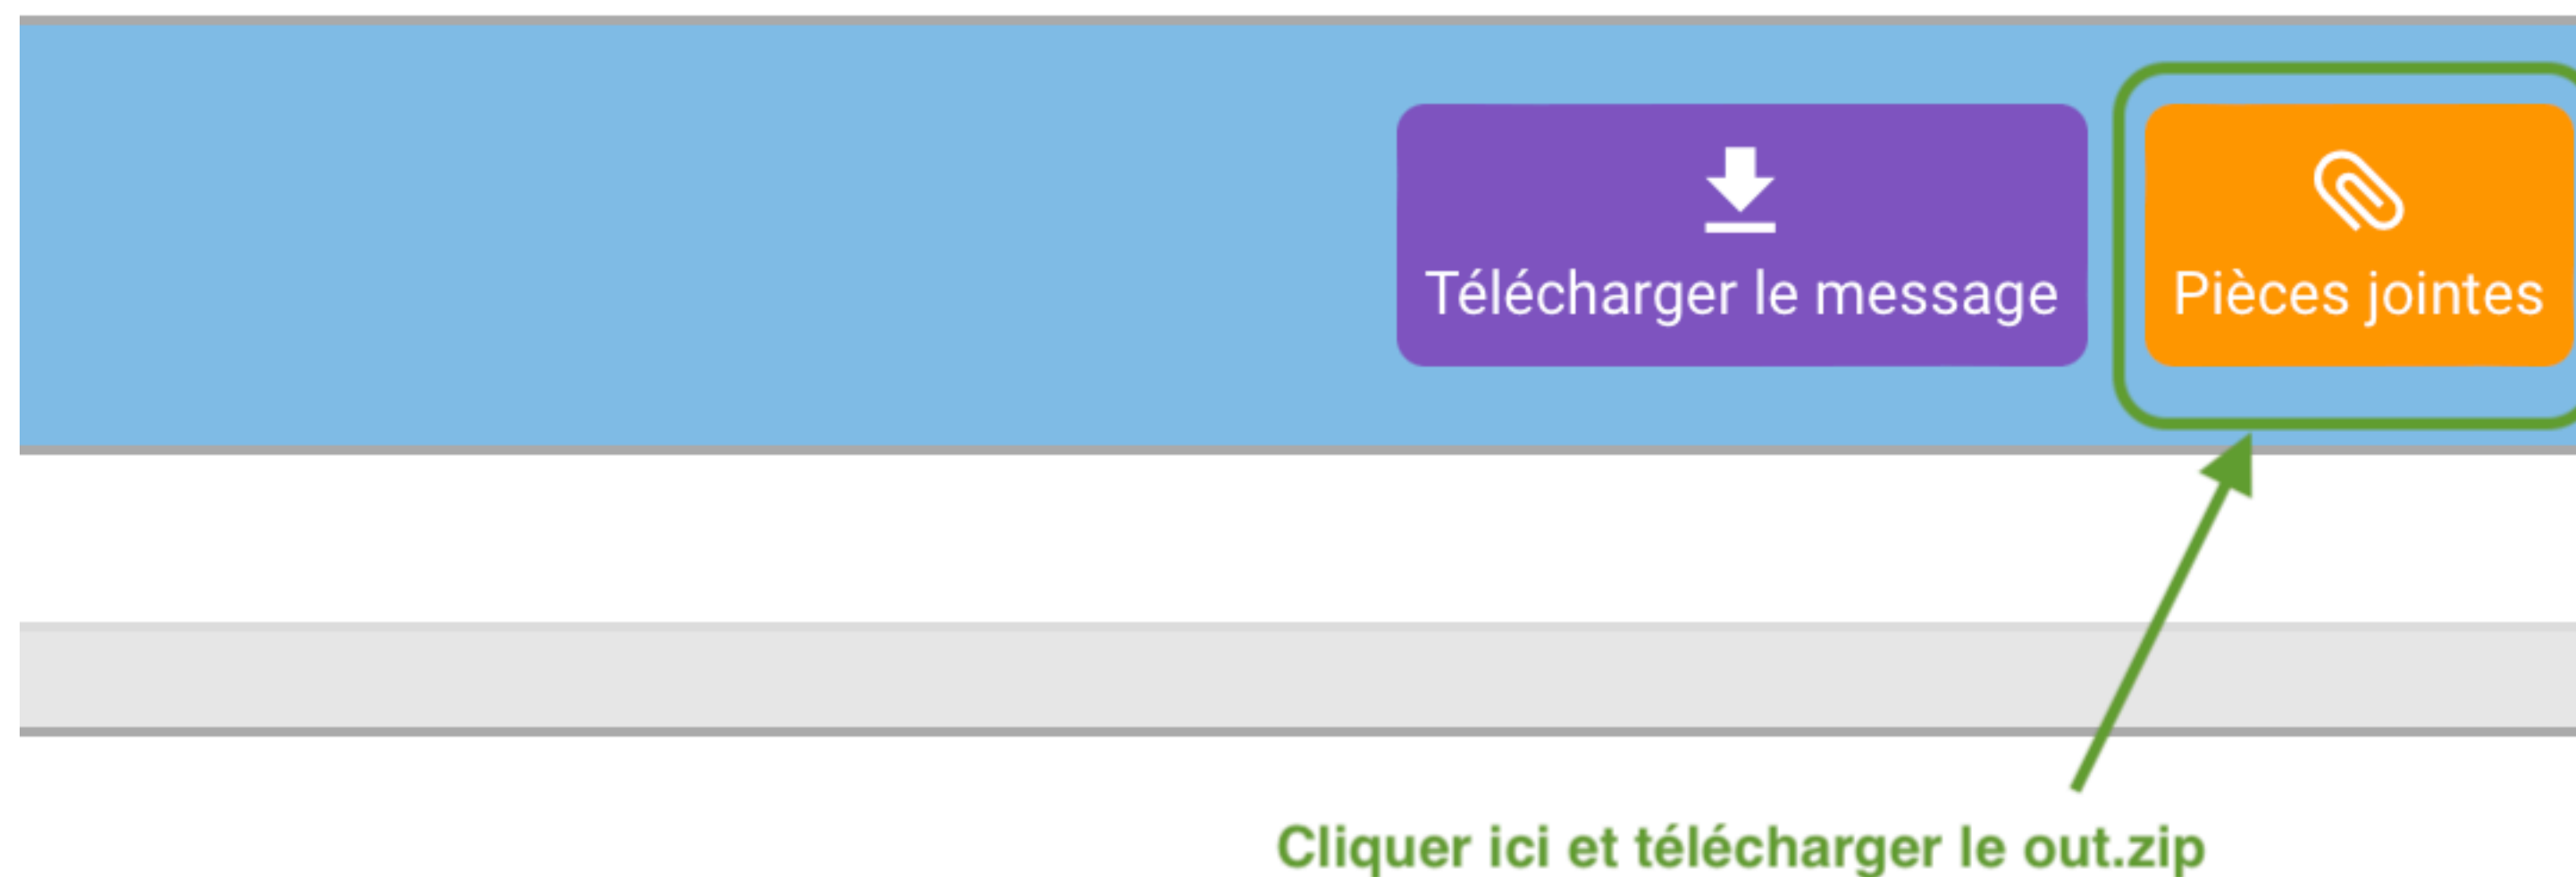 Télécharger le message
Pièces jointes
Cliquer ici et télécharger le out.zip